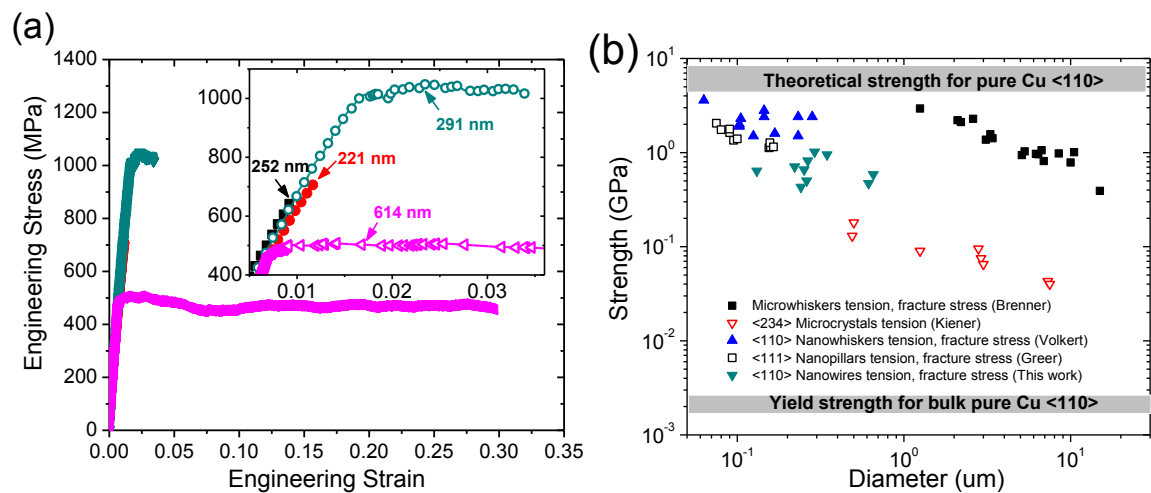 (a)
1400
1200
1000
800
600
400
200
0
0.00 0.05 0.10 0.15 0.20 0.25 0.30 0.35
Engineering Stress (MPa)
Engineering Strain
1000
800
600
400
0.01 0.02 0.03
291 nm
252 nm
221 nm
614 nm
(b)
10^1
10^0
10^-1
10^-2
10^-3
10^-1 10^0 10^1
Strength (GPa)
Diameter (um)
Theoretical strength for pure Cu <110>
Microwhiskers tension, fracture stress (Brenner)
<234> Microcrystals tension (Kiener)
<110> Nanowhiskers tension, fracture stress (Volkert)
<111> Nanopillars tension, fracture stress (Greer)
<110> Nanowires tension, fracture stress (This work)
Yield strength for bulk pure Cu <110>